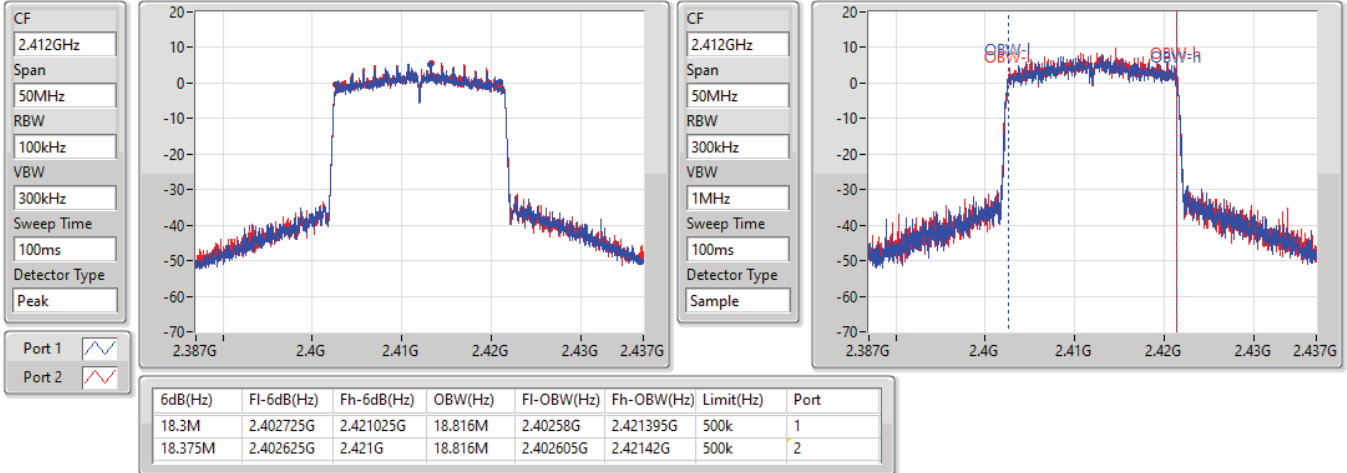 CF
2.412GHz
Span
50MHz
RBW
100kHz
VBW
300kHz
Sweep Time
100ms
Detector Type
Peak
Port 1
Port 2
20
10
0
-10
-20
-30
-40
-50
-60
-70
2.387G 2.4G 2.41G 2.42G 2.43G 2.437G
CF
2.412GHz
Span
50MHz
RBW
300kHz
VBW
1MHz
Sweep Time
100ms
Detector Type
Sample
20
10
0
-10
-20
-30
-40
-50
-60
-70
OBW-l
OBW-l
OBW-h
OBW-h
2.387G 2.4G 2.41G 2.42G 2.43G 2.437G
6dB(Hz) Fl-6dB(Hz) Fh-6dB(Hz) OBW(Hz) Fl-OBW(Hz) Fh-OBW(Hz) Limit(Hz) Port
18.3M 2.402725G 2.421025G 18.816M 2.40258G 2.421395G 500k 1
18.375M 2.402625G 2.421G 18.816M 2.402605G 2.42142G 500k 2